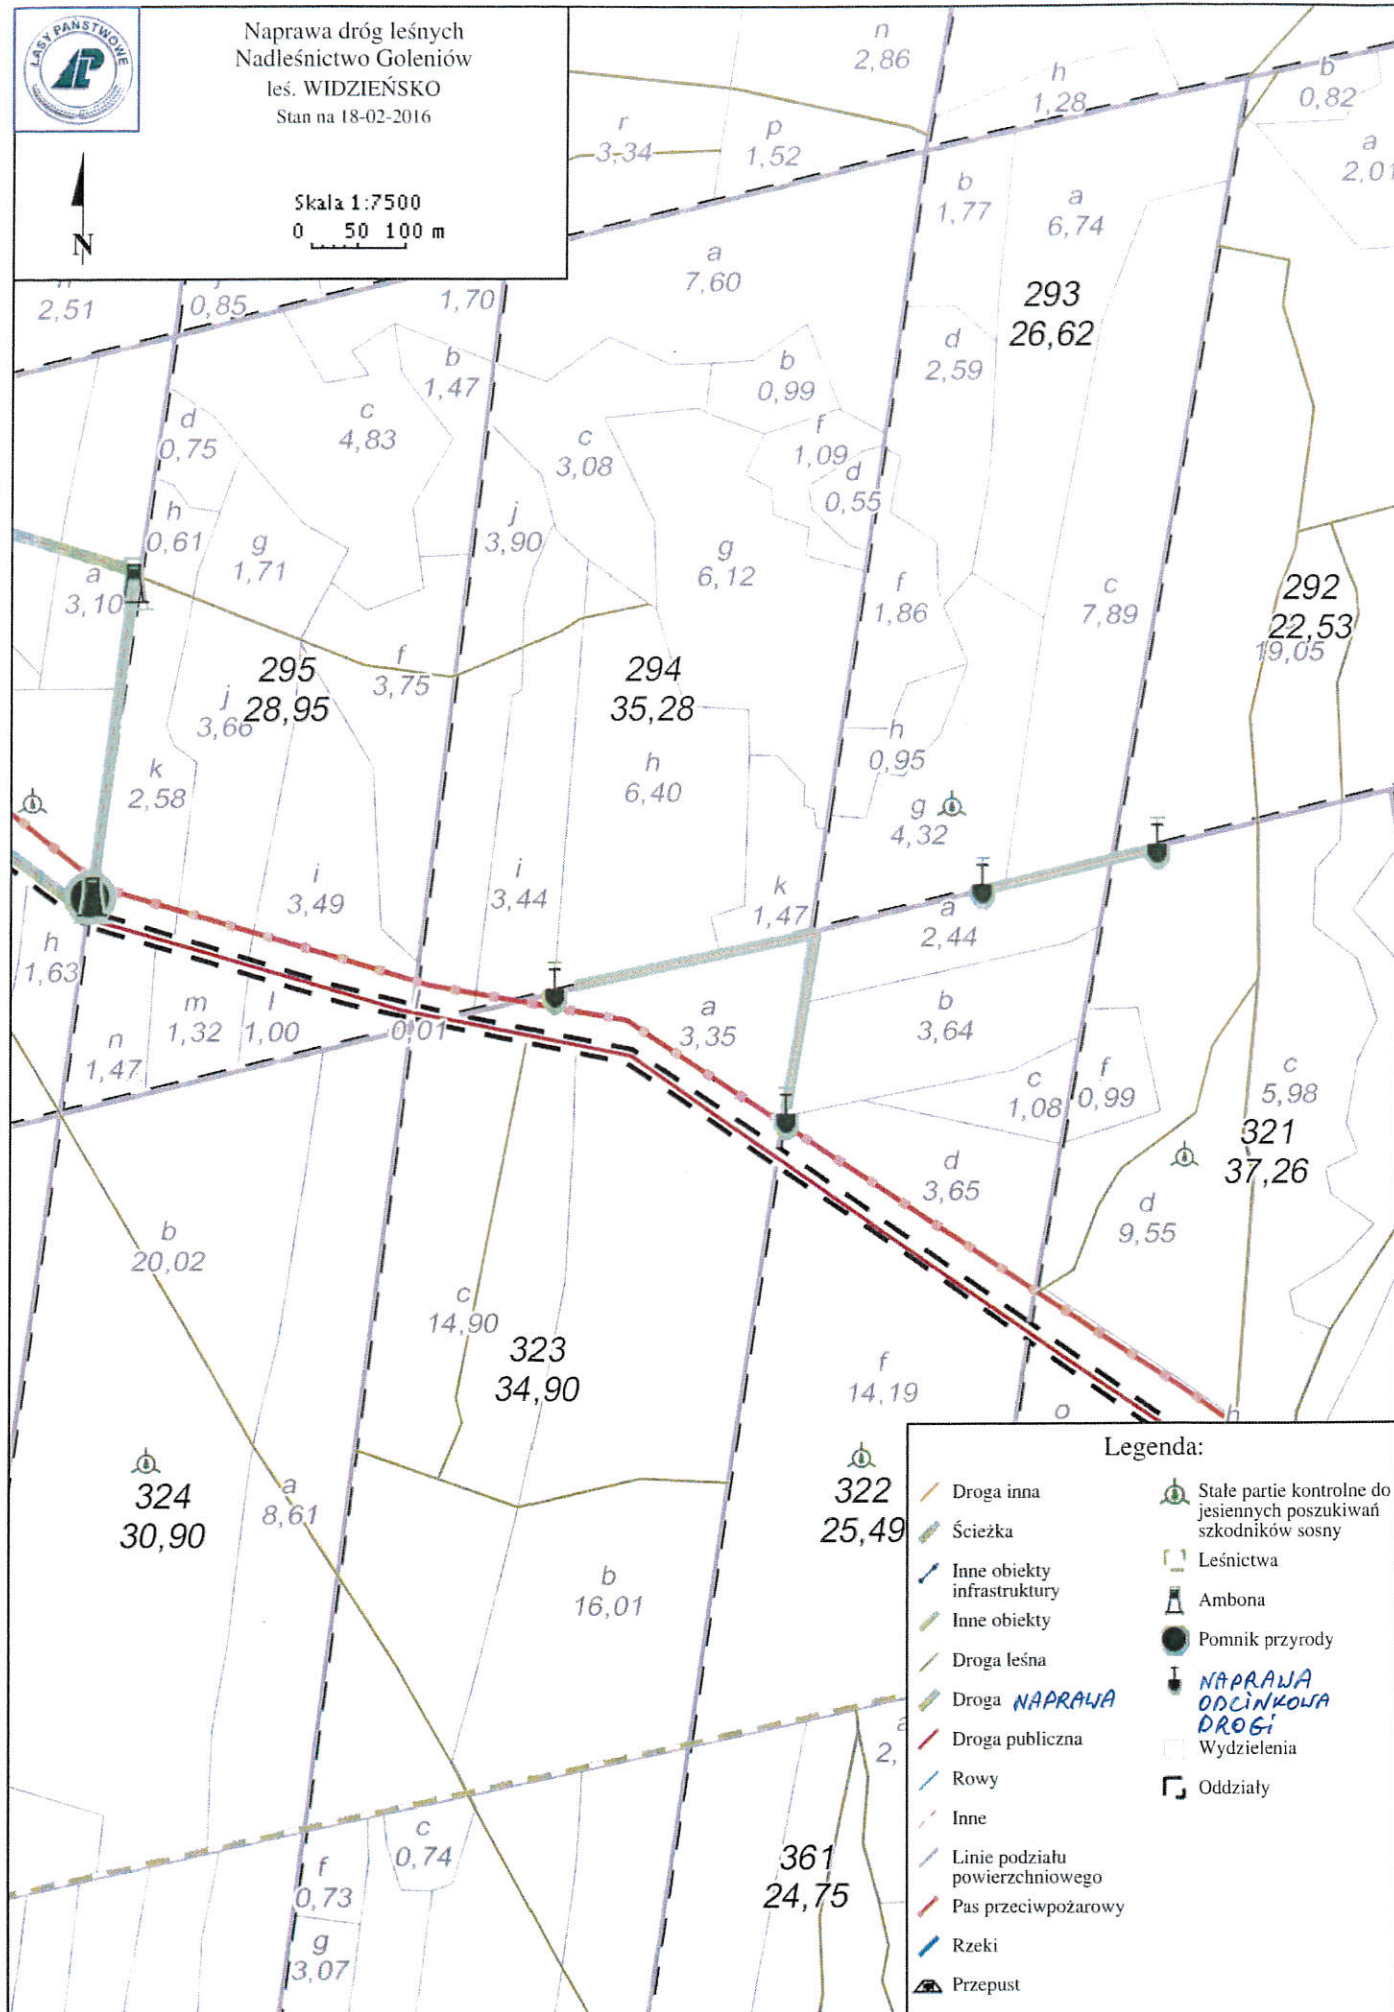 LASY PAŃSTWOWE
Naprawa dróg leśnych
Nadleśnictwo Goleniów
leś. WIDZIEŃSKO
Stan na 18-02-2016
N
Skala 1:7500
0 50 100 m
n
2,86
h
1,28
b
0,82
r
3,34
p
1,52
a
2,01
b
1,77
a
6,74
a
7,60
2,51
0,85
1,70
293
26,62
b
1,47
b
0,99
d
2,59
d
0,75
c
4,83
c
3,08
f
1,09
d
0,55
h
0,61
g
1,71
j
3,90
g
6,12
a
3,10
f
1,86
c
7,89
292
22,53
19,05
295
28,95
f
3,75
294
35,28
j
3,66
h
0,95
k
2,58
h
6,40
g
4,32
i
3,49
i
3,44
k
1,47
a
2,44
h
1,63
m
1,32
l
1,00
0,01
a
3,35
b
3,64
n
1,47
c
1,08
f
0,99
c
5,98
321
37,26
d
3,65
d
9,55
b
20,02
c
14,90
323
34,90
f
14,19
o
h
324
30,90
a
8,61
322
25,49
b
16,01
a
2,
c
0,74
361
24,75
f
0,73
g
3,07
Legenda:
Droga inna
Ścieżka
Inne obiekty
infrastruktury
Inne obiekty
Droga leśna
Droga NAPRAWA
Droga publiczna
Rowy
Inne
Linie podziału
powierzchniowego
Pas przeciwpożarowy
Rzeki
Przepust
Stałe partie kontrolne do
jesiennych poszukiwań
szkodników sosny
Leśnictwa
Ambona
Pomnik przyrody
NAPRAWA
ODCINKOWA
DROGI
Wydzielenia
Oddziały